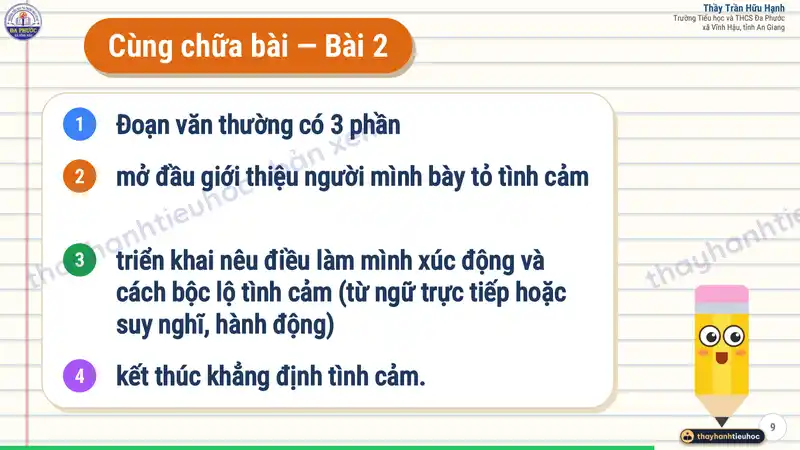 Thầy Trần Hữu Hạnh
Trường Tiểu học và THCS Đa Phước
xã Vĩnh Hậu, tỉnh An Giang
ĐA PHƯỚC
Cùng chữa bài – Bài 2
1 Đoạn văn thường có 3 phần
2 mở đầu giới thiệu người mình bày tỏ tình cảm
3 triển khai nêu điều làm mình xúc động và
cách bộc lộ tình cảm (từ ngữ trực tiếp hoặc
suy nghĩ, hành động)
4 kết thúc khẳng định tình cảm.
thayhanhtieuhoc
9